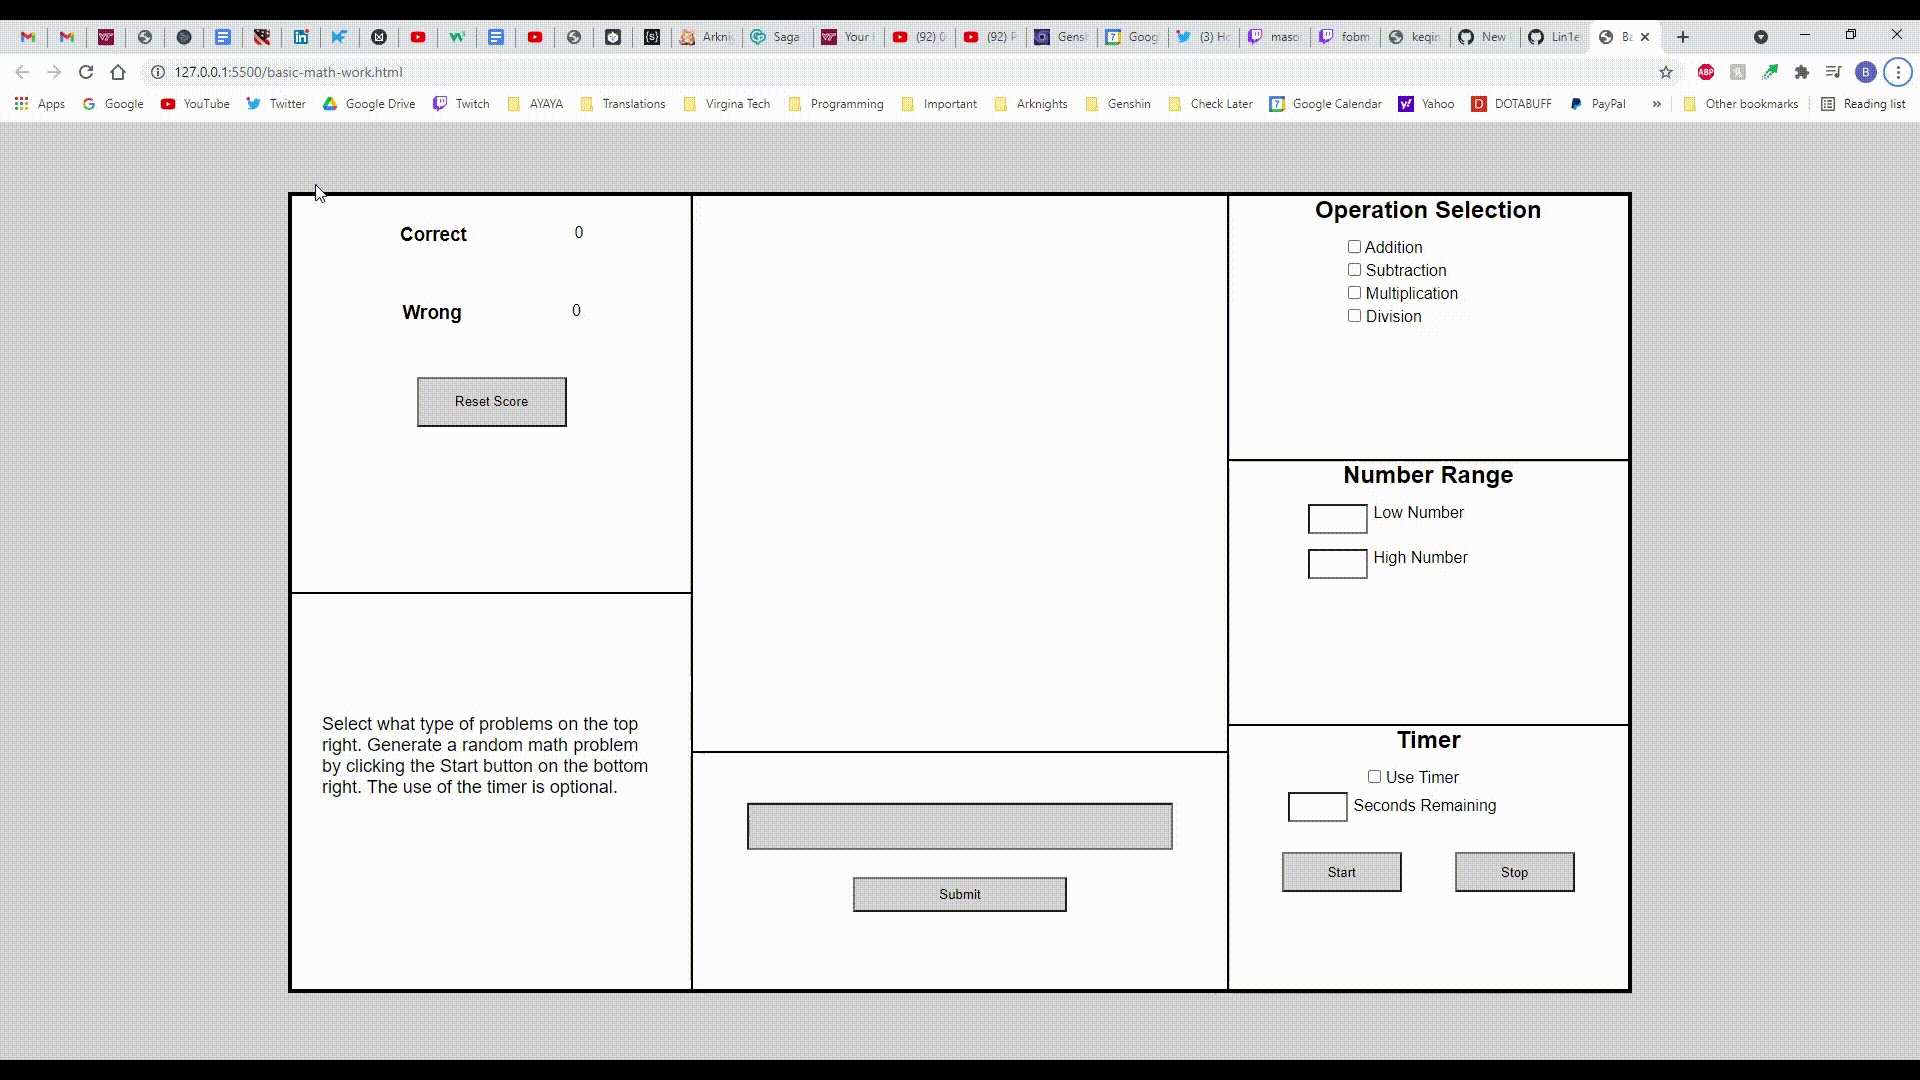 Arkni
Saga
Your
(92)
(92)
Gens
Goog
(3) Ho
maso
fobm
keqin
New
Lin1e
Ba
127.0.0.1:5500/basic-math-work.html
ABP
B
Apps
Google
YouTube
Twitter
Google Drive
Twitch
AYAYA
Translations
Virgina Tech
Programming
Important
Arknights
Genshin
Check Later
Google Calendar
Yahoo
DOTABUFF
PayPal
»
Other bookmarks
Reading list
Correct 0
Wrong 0
Reset Score
Select what type of problems on the top
right. Generate a random math problem
by clicking the Start button on the bottom
right. The use of the timer is optional.
Submit
Operation Selection
Addition
Subtraction
Multiplication
Division
Number Range
Low Number
High Number
Timer
Use Timer
Seconds Remaining
Start Stop